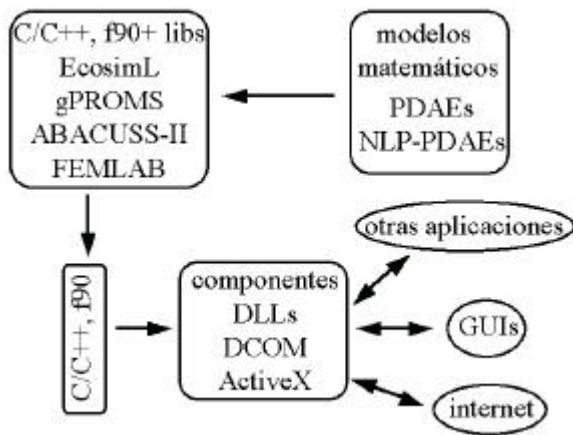 C/C++, f90+ libs
EcosimL
gPROMS
ABACUSS-II
FEMLAB
modelos
matemáticos
PDAEs
NLP-PDAEs
C/C++, f90
componentes
DLLs
DCOM
ActiveX
otras aplicaciones
GUIs
internet